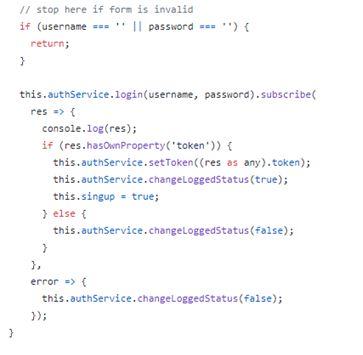 // stop here if form is invalid
if (username === '' || password === '') {
return;
}
this.authService.login(username, password).subscribe(
res => {
console.log(res);
if (res.hasOwnProperty('token')) {
this.authService.setToken((res as any).token);
this.authService.changeLoggedStatus(true);
this.singup = true;
} else {
this.authService.changeLoggedStatus(false);
}
},
error => {
this.authService.changeLoggedStatus(false);
});
}